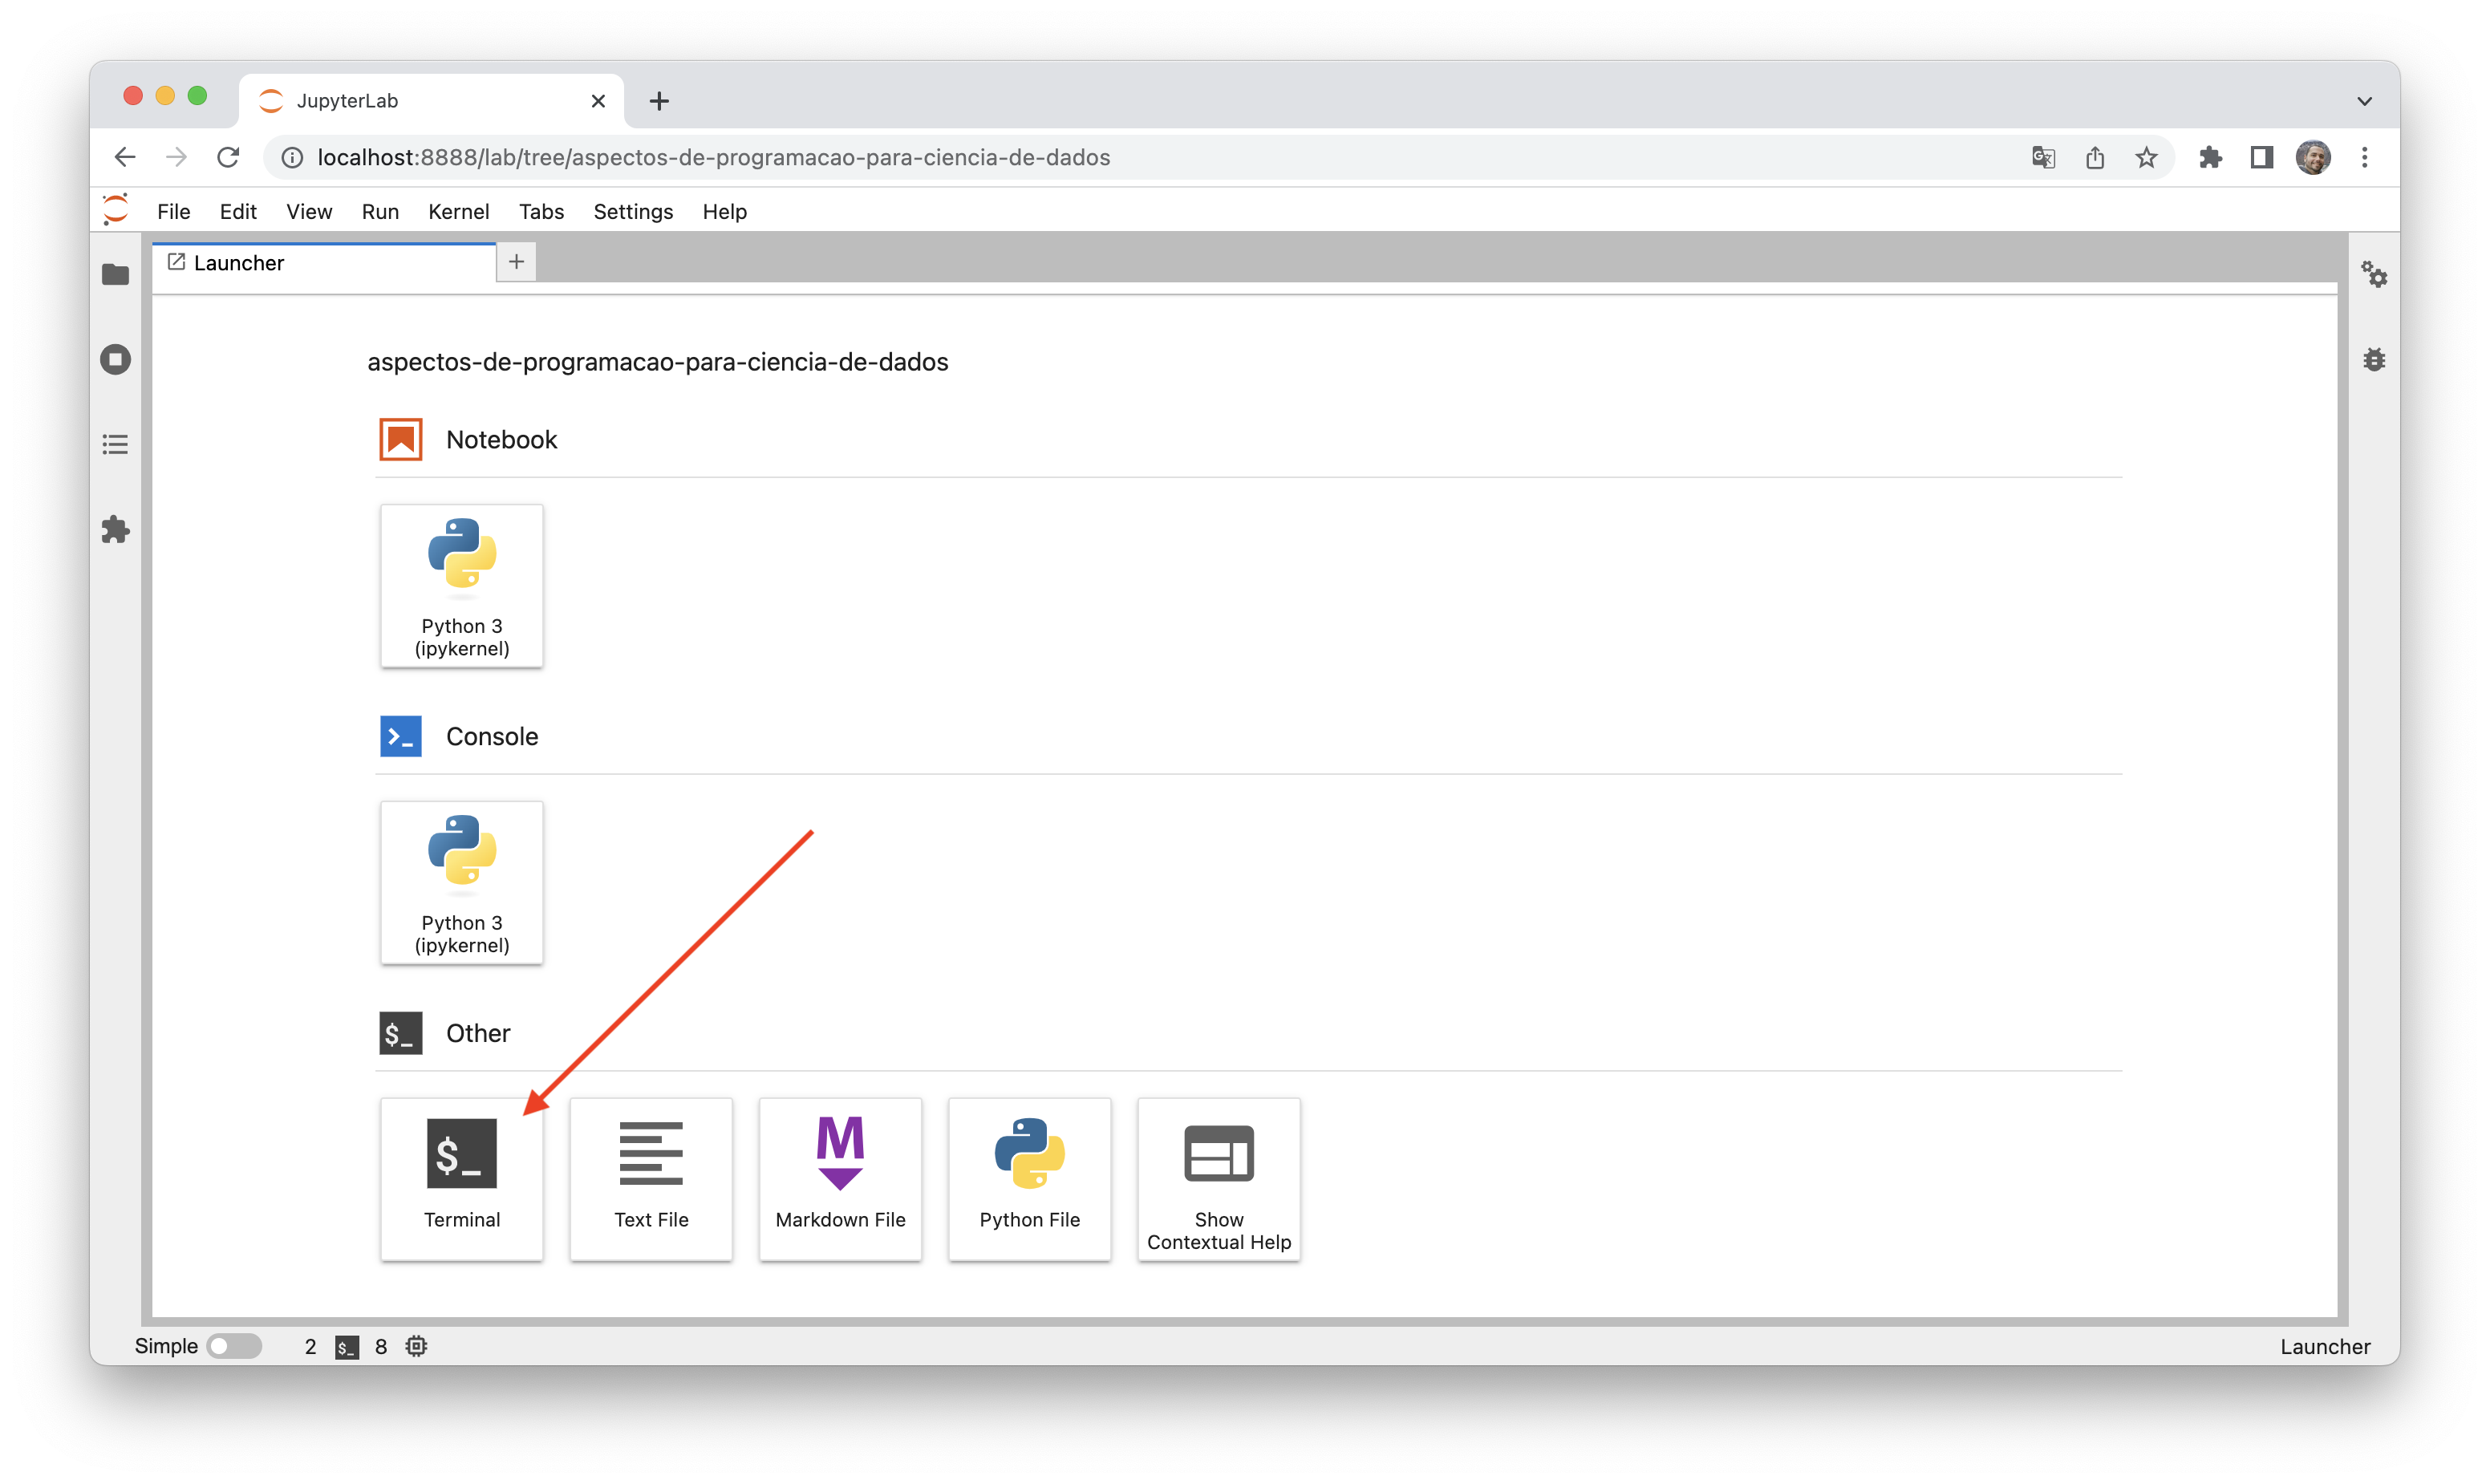 JupyterLab
localhost:8888/lab/tree/aspectos-de-programacao-para-ciencia-de-dados
File Edit View Run Kernel Tabs Settings Help
Launcher
aspectos-de-programacao-para-ciencia-de-dados
Notebook
Python 3
(ipykernel)
Console
Python 3
(ipykernel)
$_ Other
$_
M
Terminal
Text File
Markdown File
Python File
Show
Contextual Help
Simple 2 $_ 8
Launcher